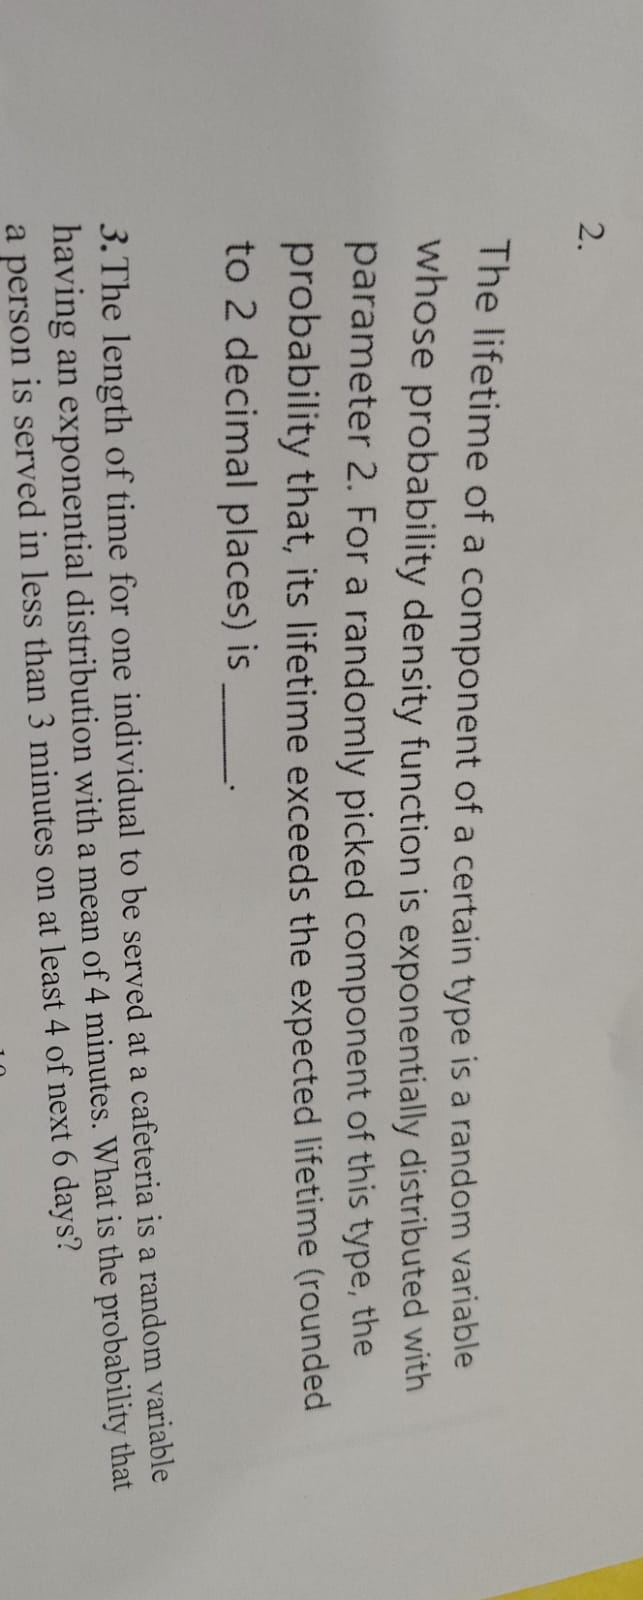 2.
The lifetime of a component of a certain type is a random variable
whose probability density function is exponentially distributed with
parameter 2. For a randomly picked component of this type, the
probability that, its lifetime exceeds the expected lifetime (rounded
to 2 decimal places) is _____.
3.The length of time for one individual to be served at a cafeteria is a random variable
having an exponential distribution with a mean of 4 minutes. What is the probability that
a person is served in less than 3 minutes on at least 4 of next 6 days?